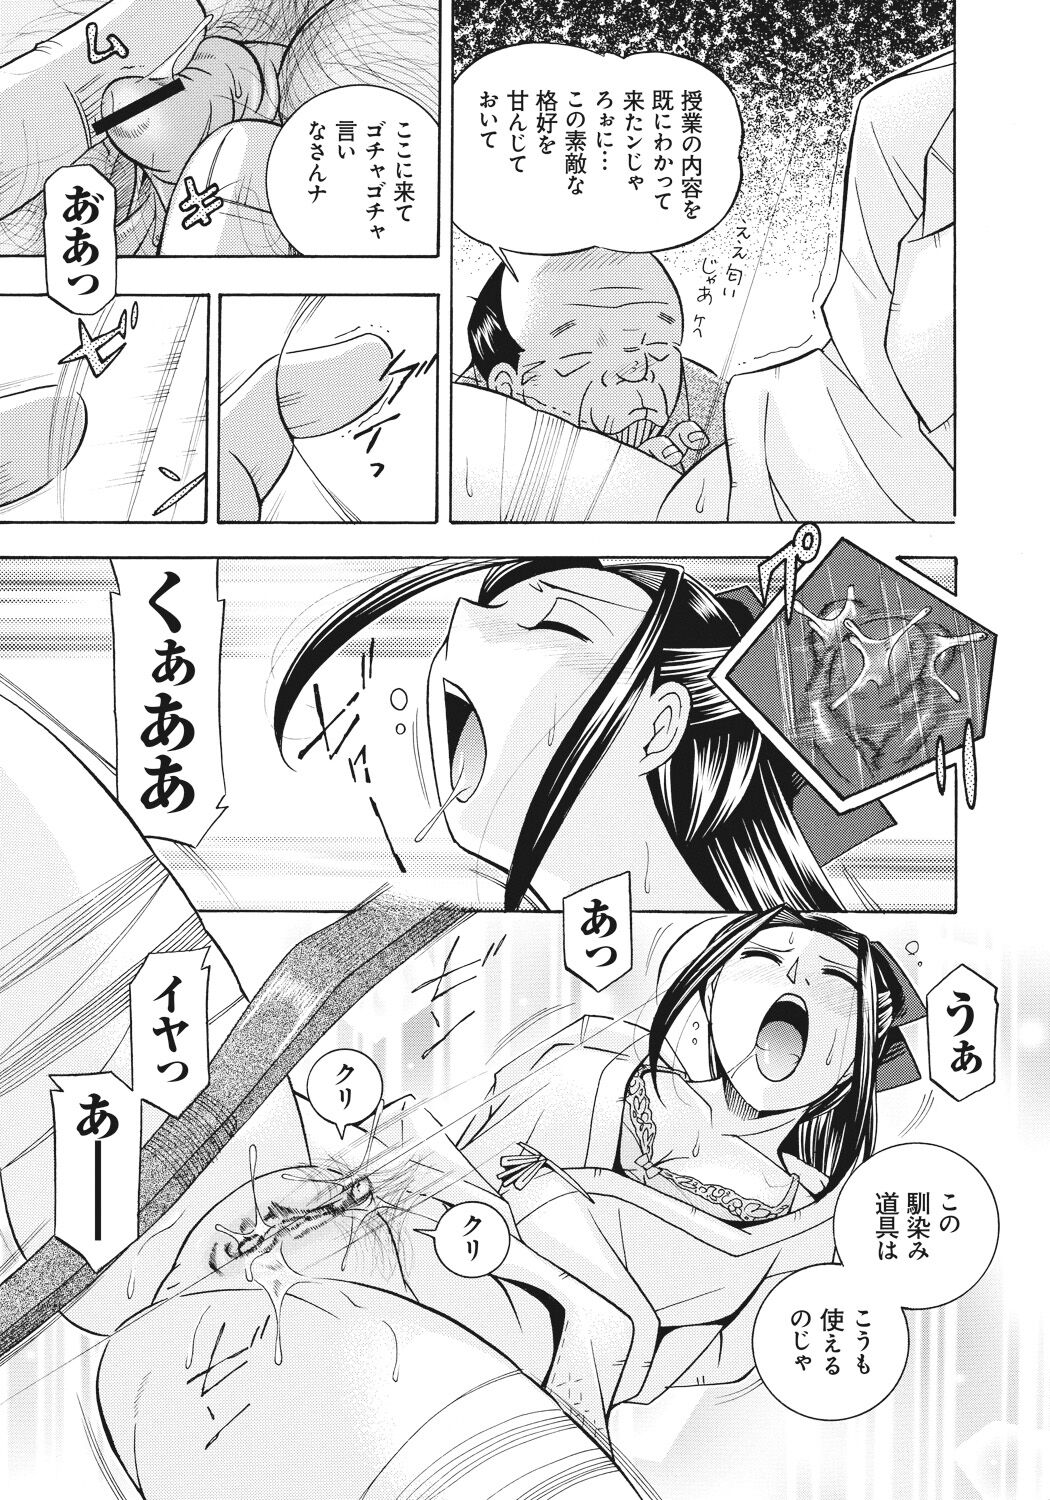 授業の内容を
既にわかって
来たンじゃ
ろぉに…
この素敵な
格好を
甘んじて
おいて
ええ匂い
じゃあ
ここに来て
ゴチャゴチャ
言い
なさんナ
ム
ギ
あ゛あっ
くぁああ
あっ
うぁ
イヤっ
あ――
クリ
クリ
この
馴染み
道具は
こうも
使える
のじゃ